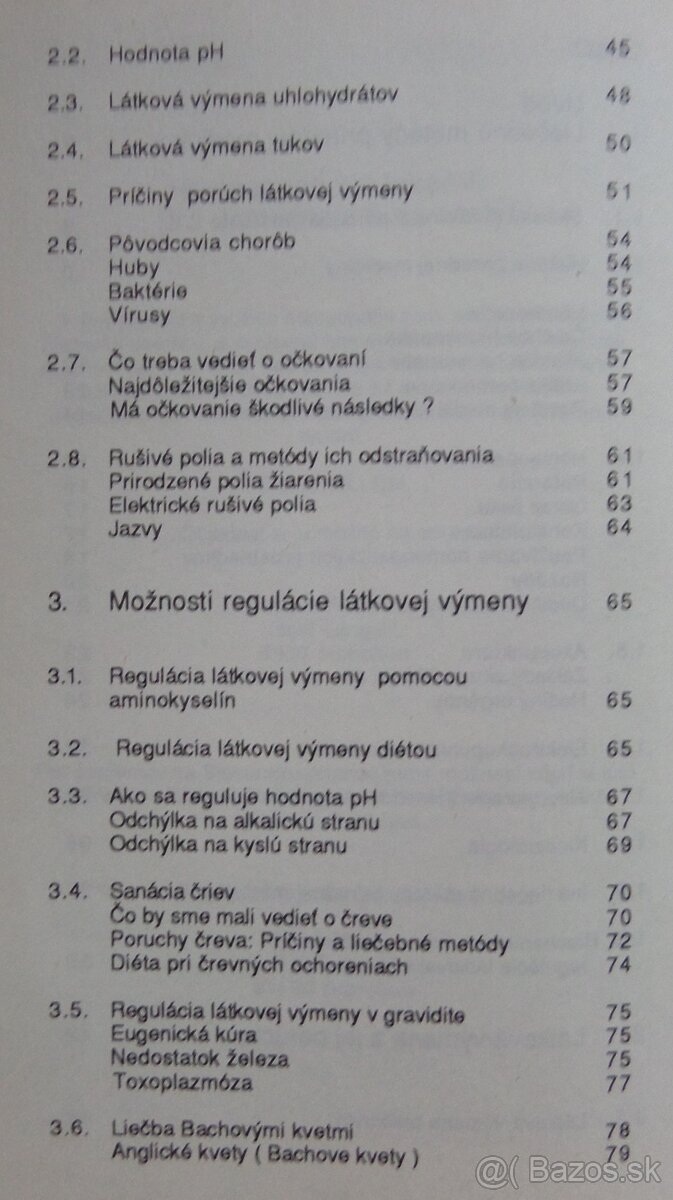 2.2. Hodnota pH 45
2.3. Látková výmena uhlohydrátov 48
2.4. Látková výmena tukov 50
2.5. Príčiny porúch látkovej výmeny 51
2.6. Pôvodcovia chorôb 54
Huby 54
Baktérie 55
Vírusy 56
2.7. Čo treba vedieť o očkovaní 57
Najdôležitejšie očkovania 57
Má očkovanie škodlivé následky ? 59
2.8. Rušivé polia a metódy ich odstraňovania 61
Prirodzené polia žiarenia 61
Elektrické rušivé polia 63
Jazvy 64
3. Možnosti regulácie látkovej výmeny 65
3.1. Regulácia látkovej výmeny pomocou
aminokyselín 65
3.2. Regulácia látkovej výmeny diétou 65
3.3. Ako sa reguluje hodnota pH 67
Odchýlka na alkalickú stranu 67
Odchýlka na kyslú stranu 69
3.4. Sanácia čriev 70
Čo by sme mali vedieť o čreve 70
Poruchy čreva: Príčiny a liečebné metódy 72
Diéta pri črevných ochoreniach 74
3.5. Regulácia látkovej výmeny v gravidite 75
Eugenická kúra 75
Nedostatok železa 75
Toxoplazmóza 77
3.6. Liečba Bachovými kvetmi 78
Anglické kvety ( Bachove kvety ) 79
@( Bazos.sk